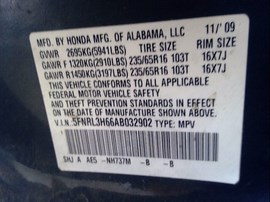 MFD. BY HONDA MFG. OF ALABAMA, LLC 11/'09
GVWR 2695KG(5941LBS) TIRE SIZE RIM SIZE
GAWR F 1320KG(2910LBS) 235/65R16 103T 16X7J
GAWR R1450KG(3197LBS) 235/65R16 103T 16X7J
THIS VEHICLE CONFORMS TO ALL APPLICABLE
FEDERAL MOTOR VEHICLE SAFETY AND
THEFT PREVENTION STANDARDS IN EFFECT ON
THE DATE OF MANUFACTURE SHOWN ABOVE.
V.I.N. 5FNRL3H66AB032902 TYPE: MPV
SHJ A AES -NH737M -B -B